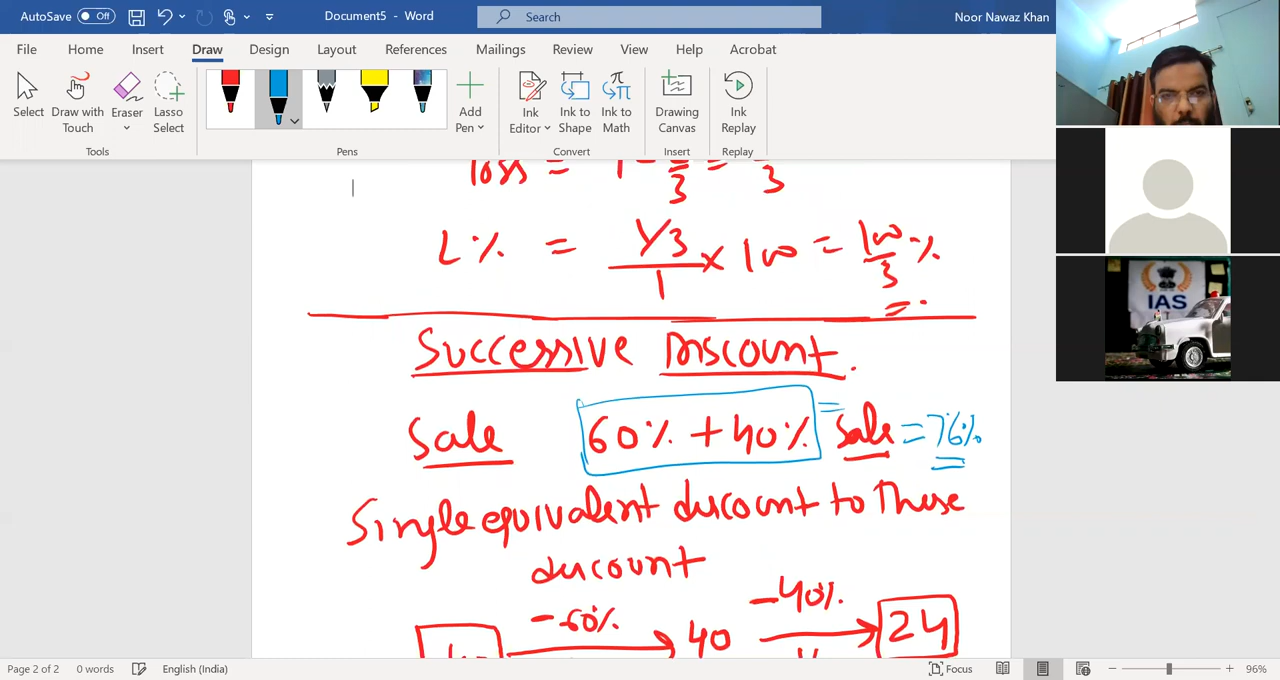 AutoSave Off Document5 - Word Search Noor Nawaz Khan
File Home Insert Draw Design Layout References Mailings Review View Help Acrobat
Select Draw with Touch Eraser Lasso Select Add Pen Ink Editor Ink to Shape Ink to Math Drawing Canvas Ink Replay
Tools Pens Convert Insert Replay
loss = 1 - /3 = /3
L% = 1/3 / 1 × 100 = 100/3 %
Successive Discount.
Sale 60% + 40% = Sale = 76%
Single equivalent discount to these
discount
-60% 40 -40% 24
IAS
Page 2 of 2 0 words English (India) Focus 96%